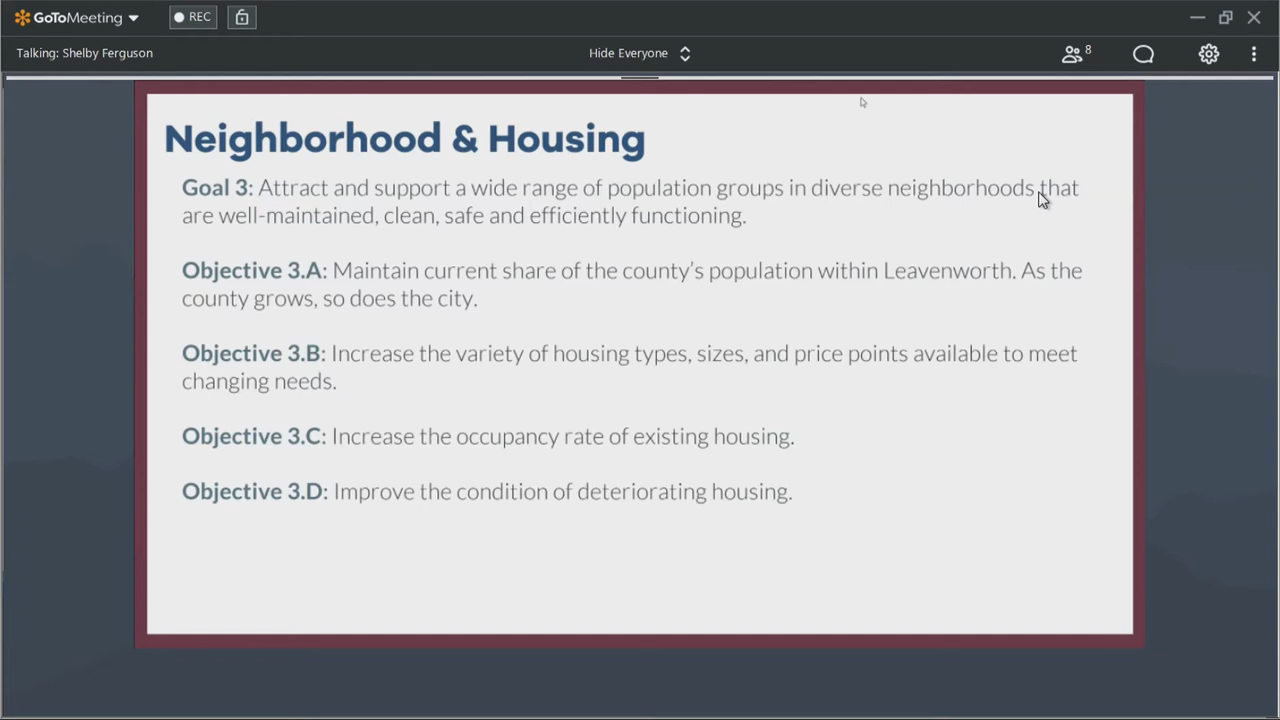 GoToMeeting
REC
Talking: Shelby Ferguson
Hide Everyone
8
Neighborhood & Housing
Goal 3: Attract and support a wide range of population groups in diverse neighborhoods that
are well-maintained, clean, safe and efficiently functioning.
Objective 3.A: Maintain current share of the county's population within Leavenworth. As the
county grows, so does the city.
Objective 3.B: Increase the variety of housing types, sizes, and price points available to meet
changing needs.
Objective 3.C: Increase the occupancy rate of existing housing.
Objective 3.D: Improve the condition of deteriorating housing.